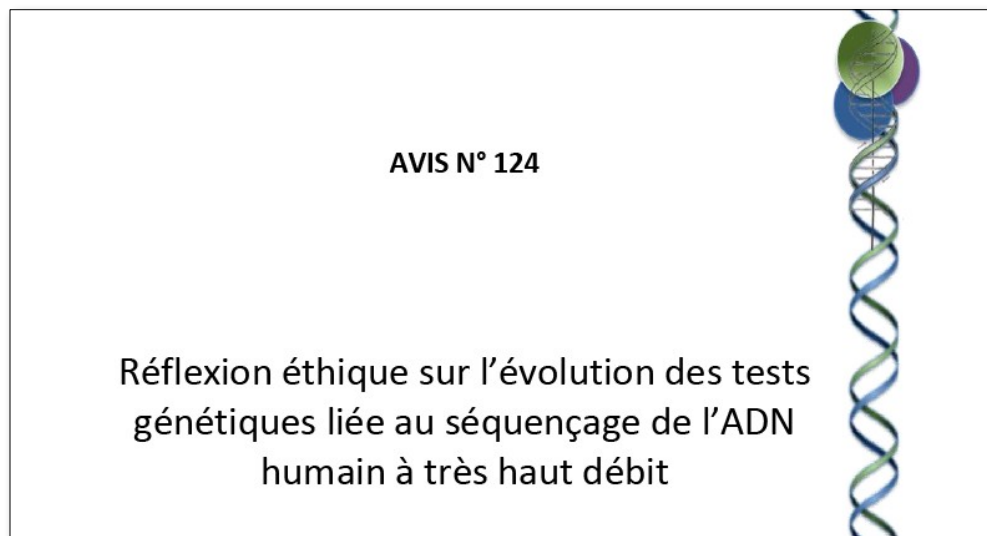 AVIS N° 124
Réflexion éthique sur l’évolution des tests
génétiques liée au séquençage de l’ADN
humain à très haut débit